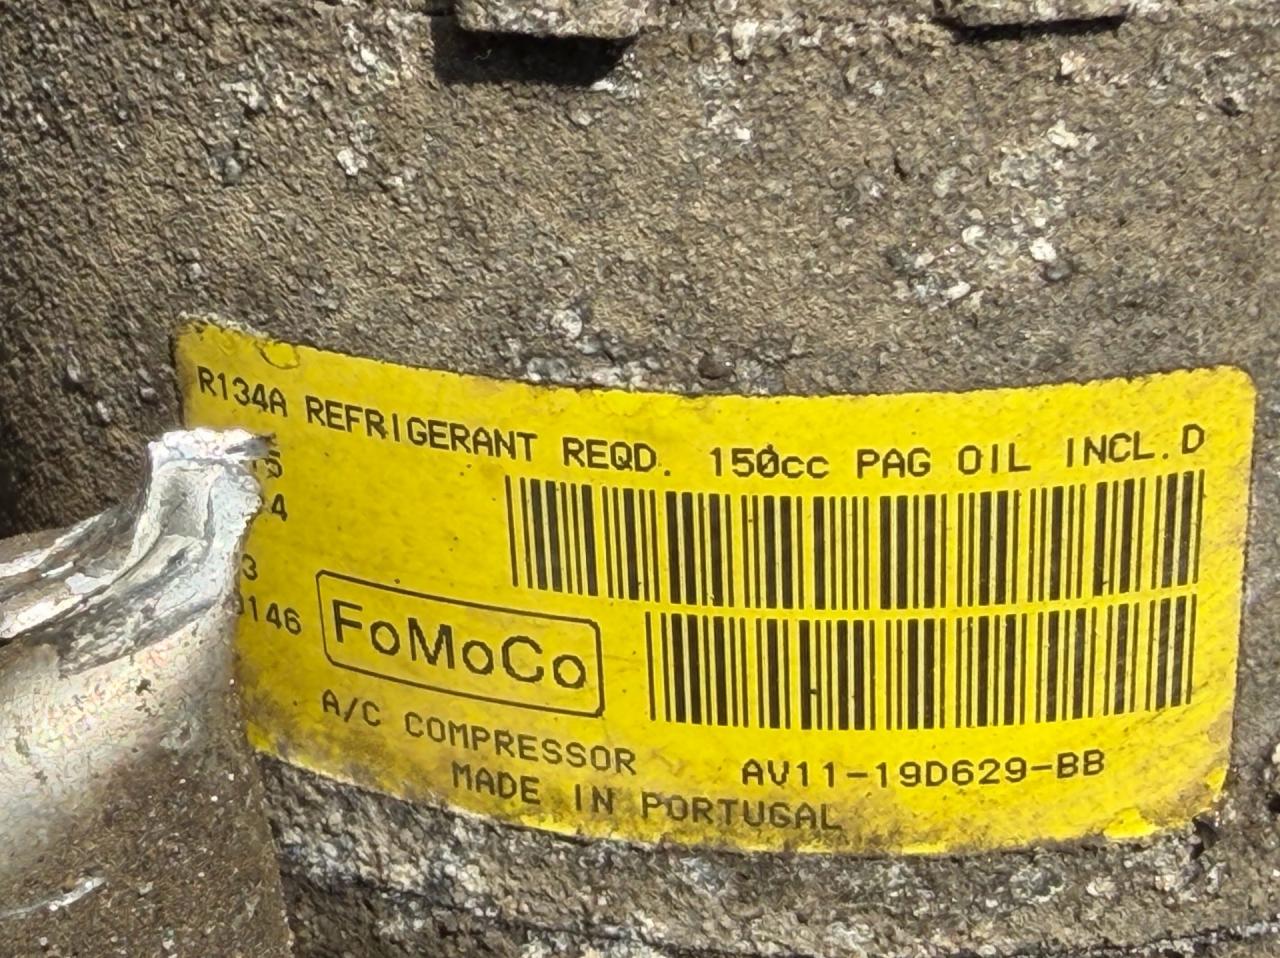 R134A REFRIGERANT REQD. 150cc PAG OIL INCL.D
FoMoCo
A/C COMPRESSOR
MADE IN PORTUGAL
AV11-19D629-BB